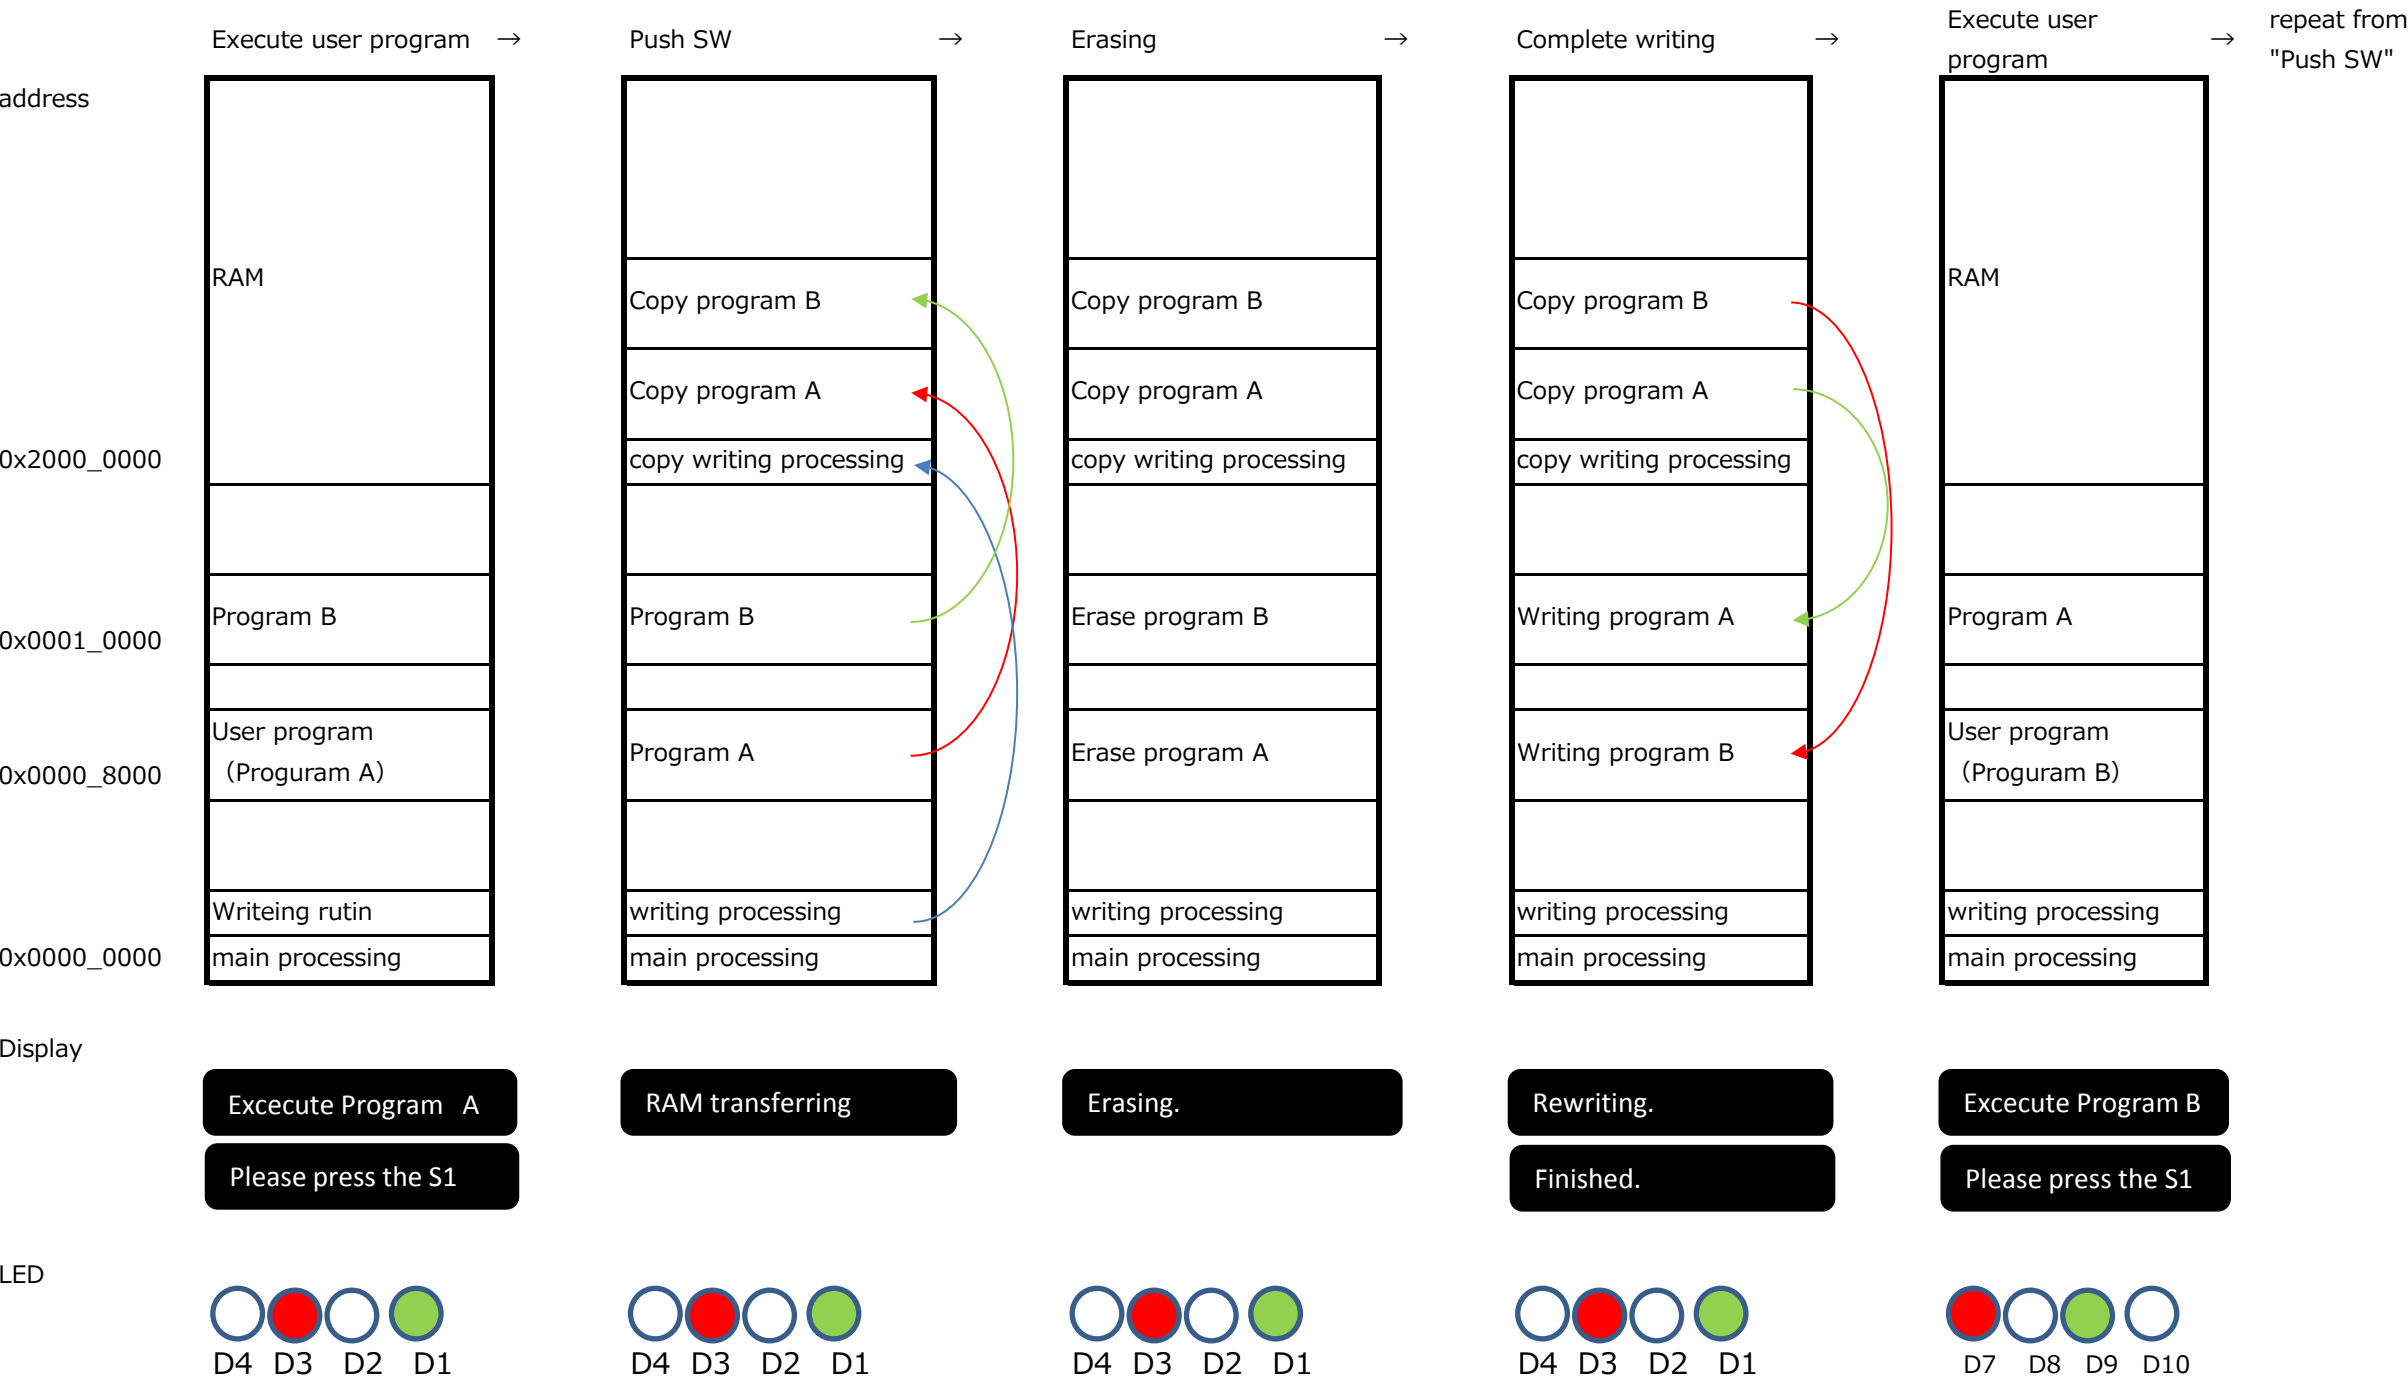 Execute user program →
Push SW →
Erasing →
Complete writing →
Execute user
program
→
repeat from
"Push SW"
address
0x2000_0000
0x0001_0000
0x0000_8000
0x0000_0000
RAM
Program B
User program
（Proguram A）
Writeing rutin
main processing
Copy program B
Copy program A
copy writing processing
Program B
Program A
writing processing
main processing
Copy program B
Copy program A
copy writing processing
Erase program B
Erase program A
writing processing
main processing
Copy program B
Copy program A
copy writing processing
Writing program A
Writing program B
writing processing
main processing
RAM
Program A
User program
（Proguram B）
writing processing
main processing
Display
Excecute Program A
Please press the S1
RAM transferring
Erasing.
Rewriting.
Finished.
Excecute Program B
Please press the S1
LED
D4 D3 D2 D1
D4 D3 D2 D1
D4 D3 D2 D1
D4 D3 D2 D1
D7 D8 D9 D10